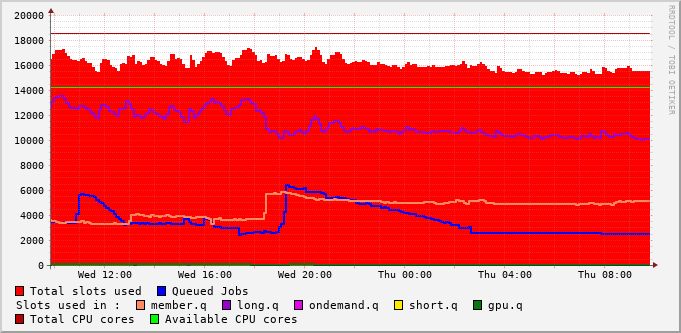 20000
18000
16000
14000
12000
10000
8000
6000
4000
2000
0
Wed 12:00 Wed 16:00 Wed 20:00 Thu 00:00 Thu 04:00 Thu 08:00
Total slots used Queued Jobs
Slots used in : member.q long.q ondemand.q short.q gpu.q
Total CPU cores Available CPU cores
RRDTOOL / TOBI OETIKER